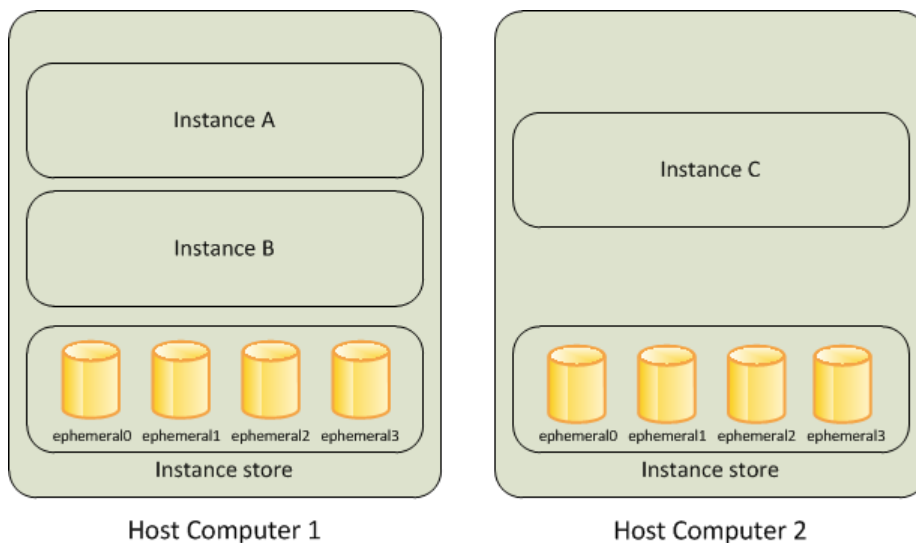 Instance A
Instance B
ephemeral0 ephemeral1 ephemeral2 ephemeral3
Instance store
Host Computer 1
Instance C
ephemeral0 ephemeral1 ephemeral2 ephemeral3
Instance store
Host Computer 2